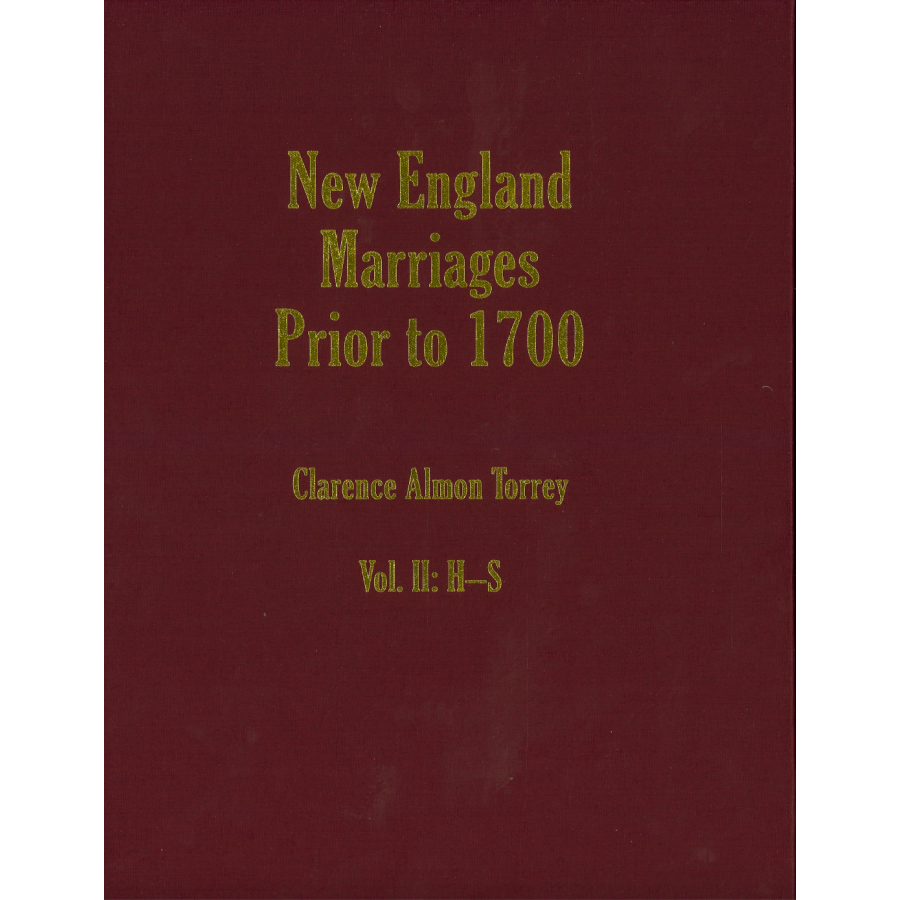 New England
Marriages
Prior to 1700
Clarence Almon Torrey
Vol. II: H–S